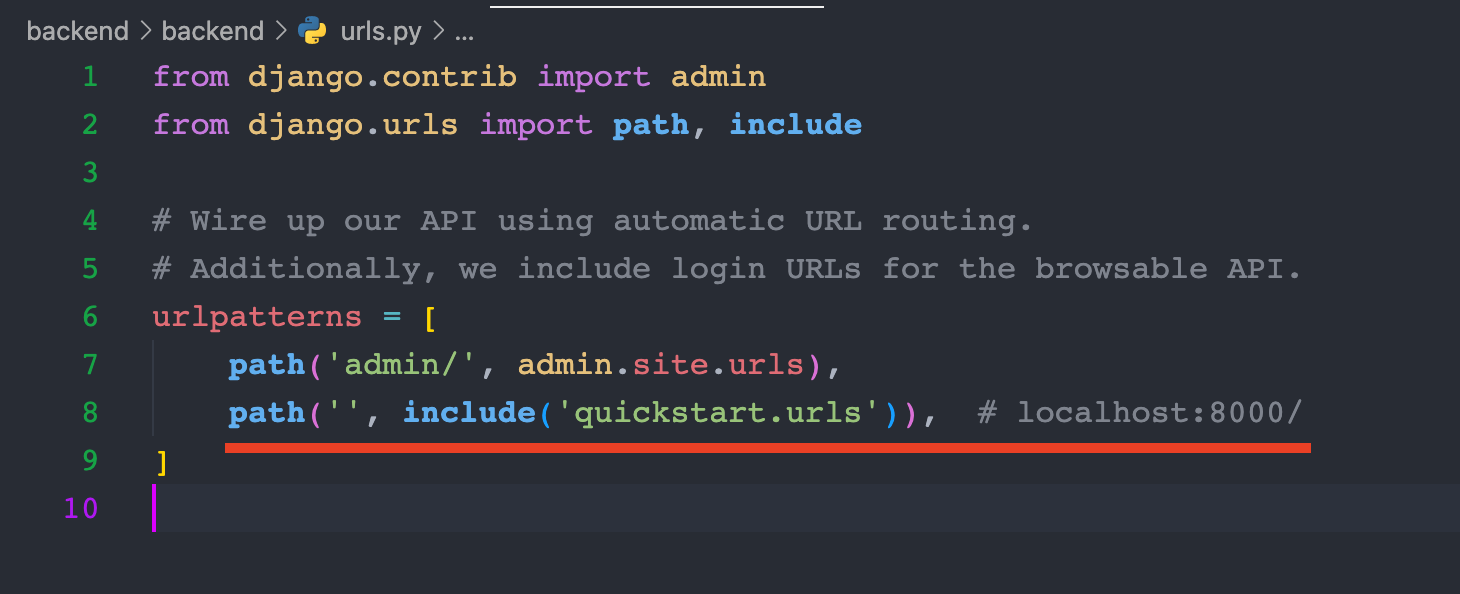 backend > backend > urls.py > ...
1 from django.contrib import admin
2 from django.urls import path, include
3
4 # Wire up our API using automatic URL routing.
5 # Additionally, we include login URLs for the browsable API.
6 urlpatterns = [
7     path('admin/', admin.site.urls),
8     path('', include('quickstart.urls')),  # localhost:8000/
9 ]
10